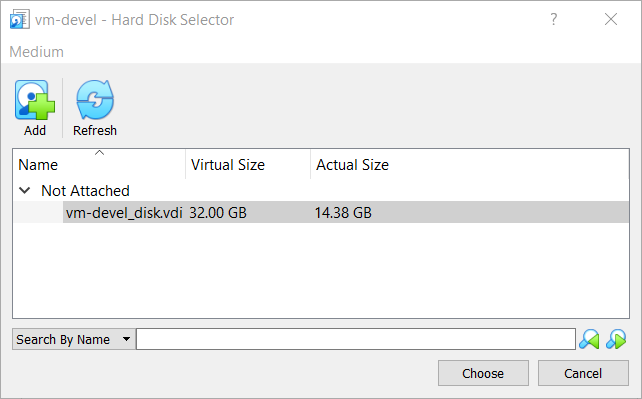 vm-devel - Hard Disk Selector
?
Medium
Add
Refresh
Name Virtual Size Actual Size
Not Attached
vm-devel_disk.vdi 32.00 GB 14.38 GB
Search By Name
Choose Cancel